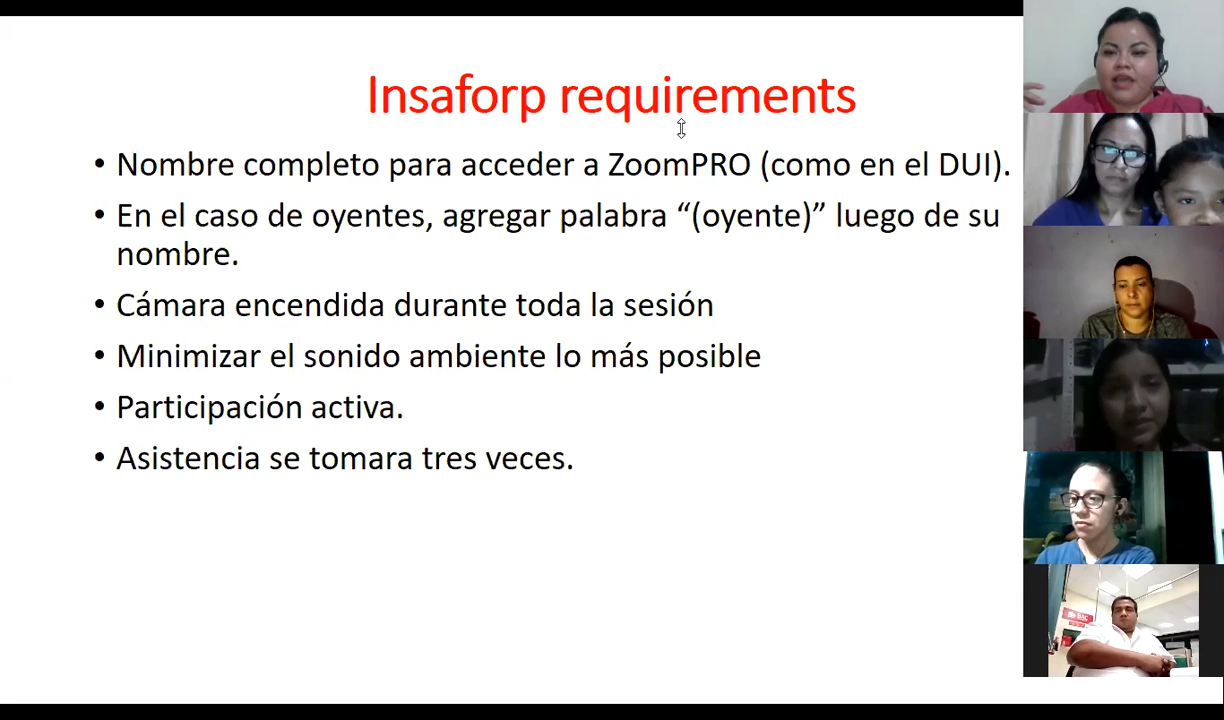 Insaforp requirements
• Nombre completo para acceder a ZoomPRO (como en el DUI).
• En el caso de oyentes, agregar palabra “(oyente)” luego de su
nombre.
• Cámara encendida durante toda la sesión
• Minimizar el sonido ambiente lo más posible
• Participación activa.
• Asistencia se tomara tres veces.
BAC